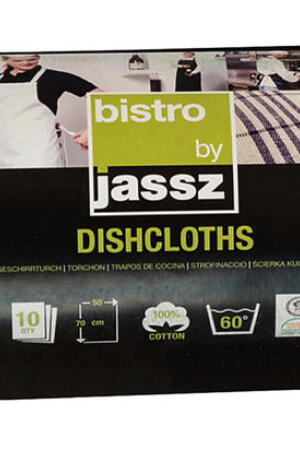 bistro
by
jassz
DISHCLOTHS
GESCHIRRTURCH | TORCHON | TRAPOS DE COCINA | STROFINACCIO | ŚCIERKA KU
10
QTY
50
70 cm
100%
COTTON
60°